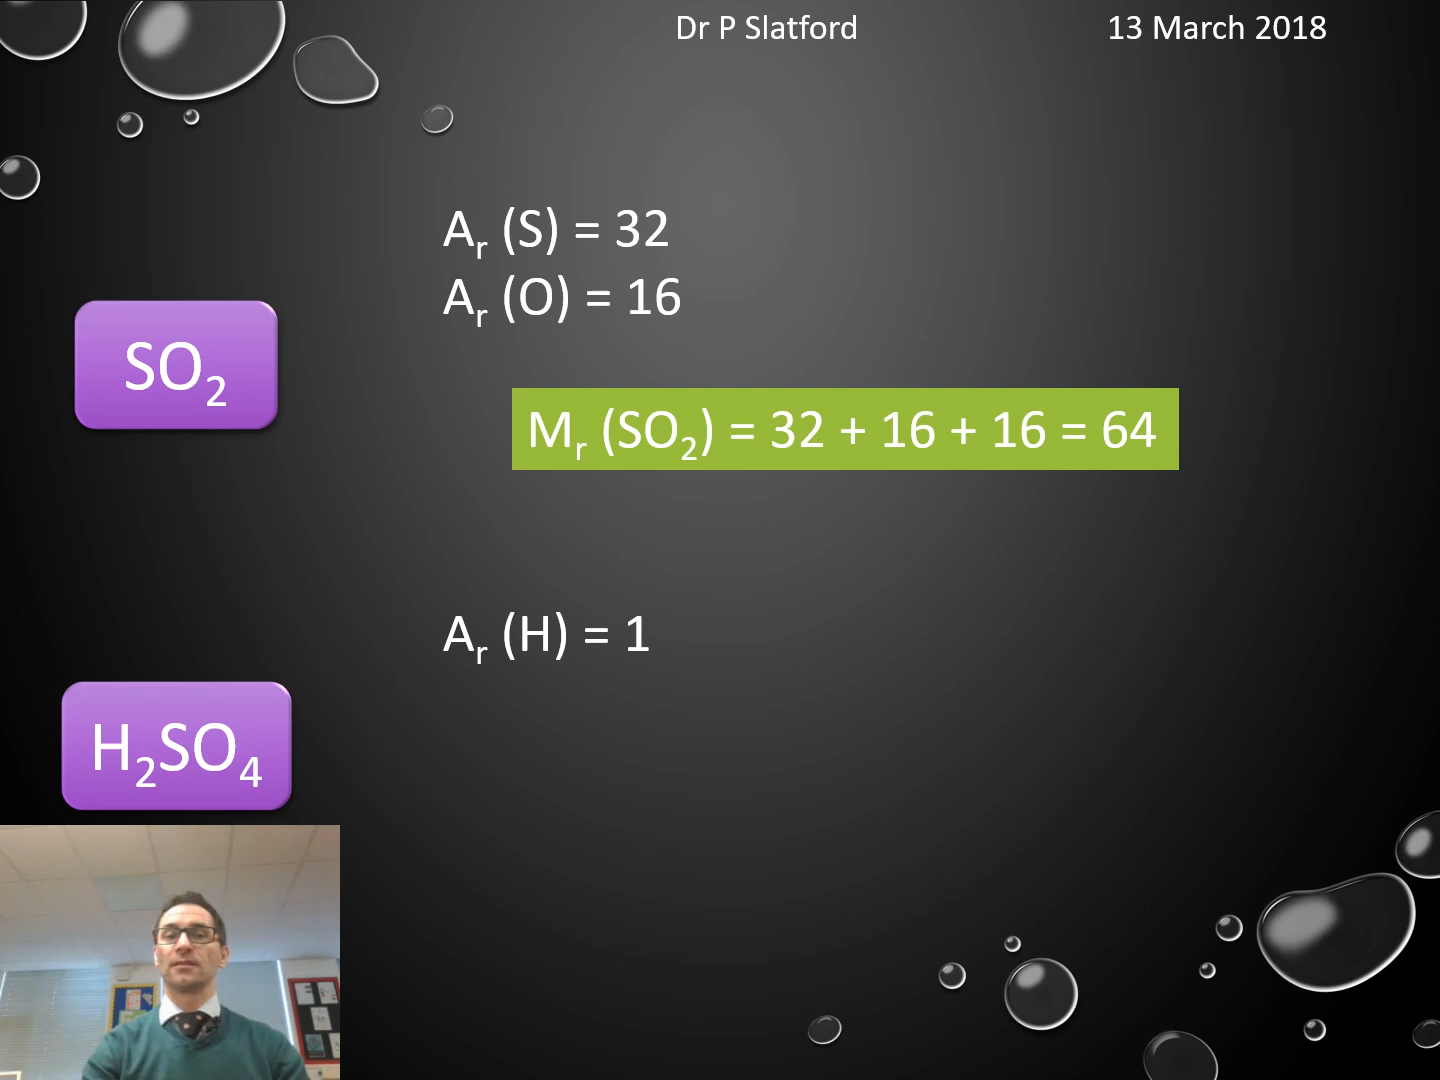 Dr P Slatford 13 March 2018
Aᵣ (S) = 32
Aᵣ (O) = 16
SO₂
Mᵣ (SO₂) = 32 + 16 + 16 = 64
Aᵣ (H) = 1
H₂SO₄